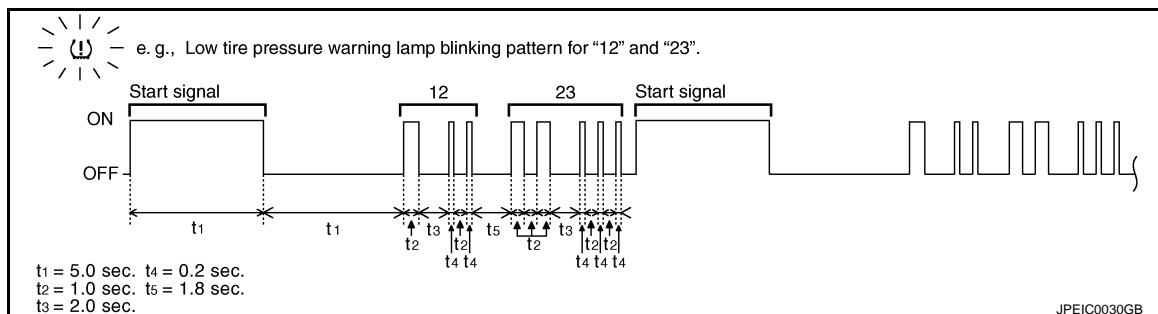 e. g., Low tire pressure warning lamp blinking pattern for “12” and “23”.
Start signal 12 23 Start signal
ON
OFF
t1 t1 t2 t3 t2 t5 t2 t3 t2 t2
t4 t4 t4 t4 t4
t1 = 5.0 sec. t4 = 0.2 sec.
t2 = 1.0 sec. t5 = 1.8 sec.
t3 = 2.0 sec.
JPEIC0030GB